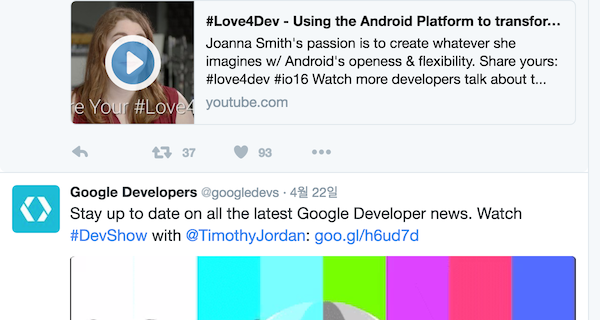 #Love4Dev - Using the Android Platform to transfor...
Joanna Smith's passion is to create whatever she
imagines w/ Android's openess & flexibility. Share yours:
#love4dev #io16 Watch more developers talk about t...
youtube.com
e Your #Love4
37 93
Google Developers @googledevs · 4월 22일
Stay up to date on all the latest Google Developer news. Watch
#DevShow with @TimothyJordan: goo.gl/h6ud7d